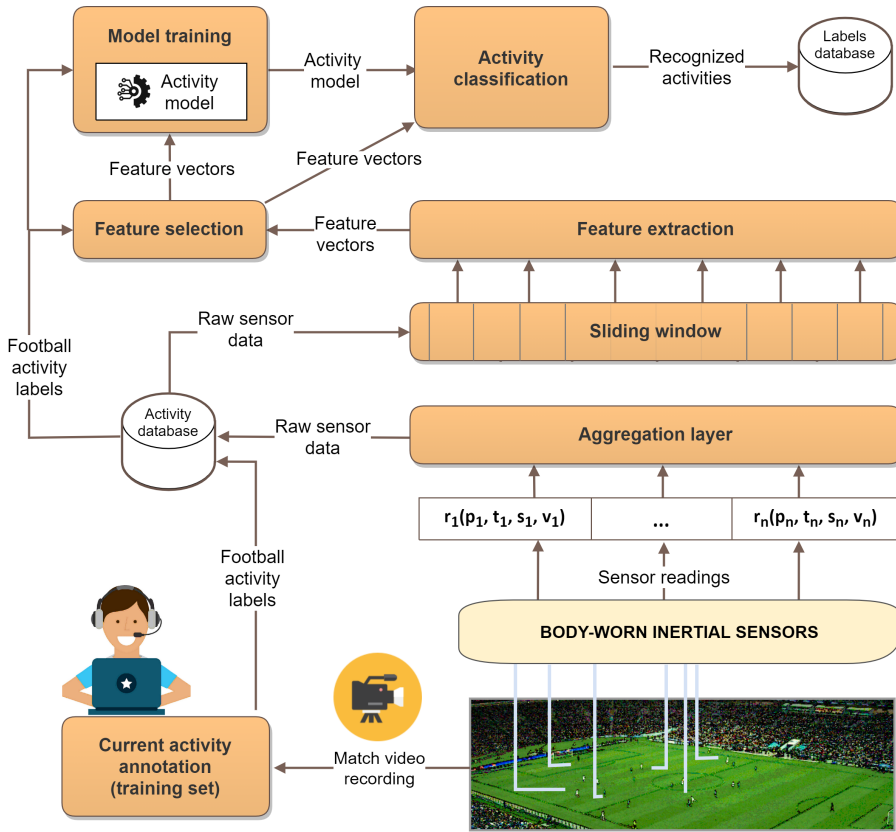 Model training
Activity
model
Activity
model
Activity
classification
Recognized
activities
Labels
database
Feature vectors
Feature vectors
Feature selection
Feature
vectors
Feature extraction
Raw sensor
data
Sliding window
Football
activity
labels
Activity
database
Raw sensor
data
Aggregation layer
r₁(p₁, t₁, s₁, v₁)
...
rₙ(pₙ, tₙ, sₙ, vₙ)
Football
activity
labels
Sensor readings
BODY-WORN INERTIAL SENSORS
Current activity
annotation
(training set)
Match video
recording